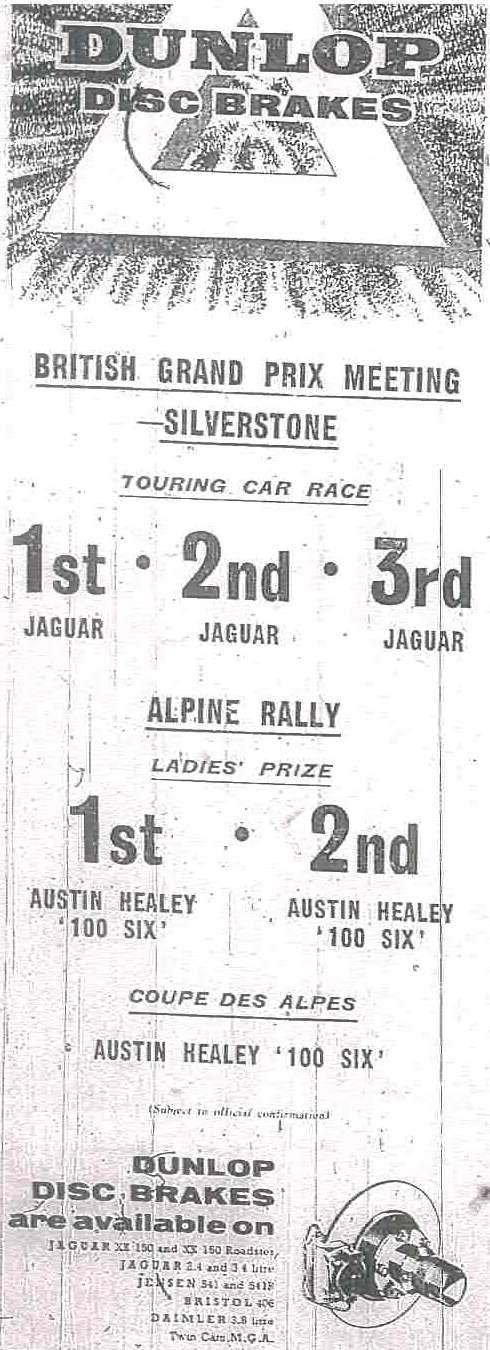 DUNLOP
DISC BRAKES
BRITISH GRAND PRIX MEETING
—SILVERSTONE
TOURING CAR RACE
1st • 2nd • 3rd
JAGUAR JAGUAR JAGUAR
ALPINE RALLY
LADIES' PRIZE
1st • 2nd
AUSTIN HEALEY '100 SIX'
AUSTIN HEALEY '100 SIX'
COUPE DES ALPES
AUSTIN HEALEY '100 SIX'
(Subject to official confirmation)
DUNLOP
DISC BRAKES
are available on
JAGUAR XK 150 and XK 150 Roadster,
JAGUAR 2.4 and 3.4 litre
JENSEN 541 and 541R
BRISTOL 406
DAIMLER 3.8 litre
Twin Cam M.G.A.